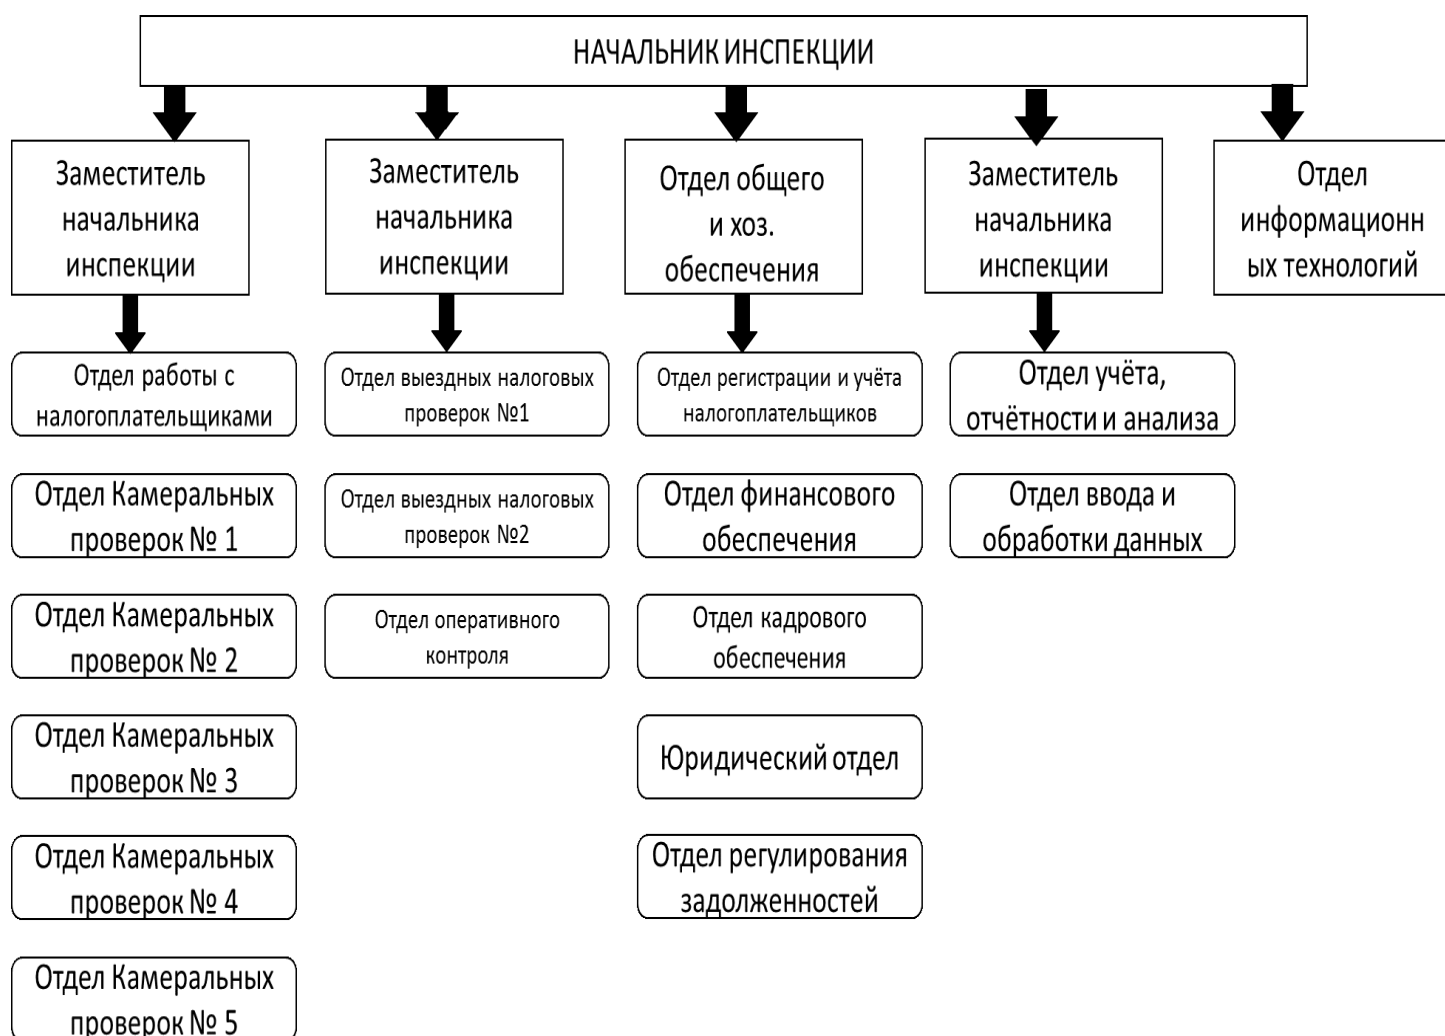 НАЧАЛЬНИК ИНСПЕКЦИИ
Заместитель
начальника
инспекции
Заместитель
начальника
инспекции
Отдел общего
и хоз.
обеспечения
Заместитель
начальника
инспекции
Отдел
информационн
ых технологий
Отдел работы с
налогоплательщиками
Отдел Камеральных
проверок № 1
Отдел Камеральных
проверок № 2
Отдел Камеральных
проверок № 3
Отдел Камеральных
проверок № 4
Отдел Камеральных
проверок № 5
Отдел выездных налоговых
проверок №1
Отдел выездных налоговых
проверок №2
Отдел оперативного
контроля
Отдел регистрации и учёта
налогоплательщиков
Отдел финансового
обеспечения
Отдел кадрового
обеспечения
Юридический отдел
Отдел регулирования
задолженностей
Отдел учёта,
отчётности и анализа
Отдел ввода и
обработки данных